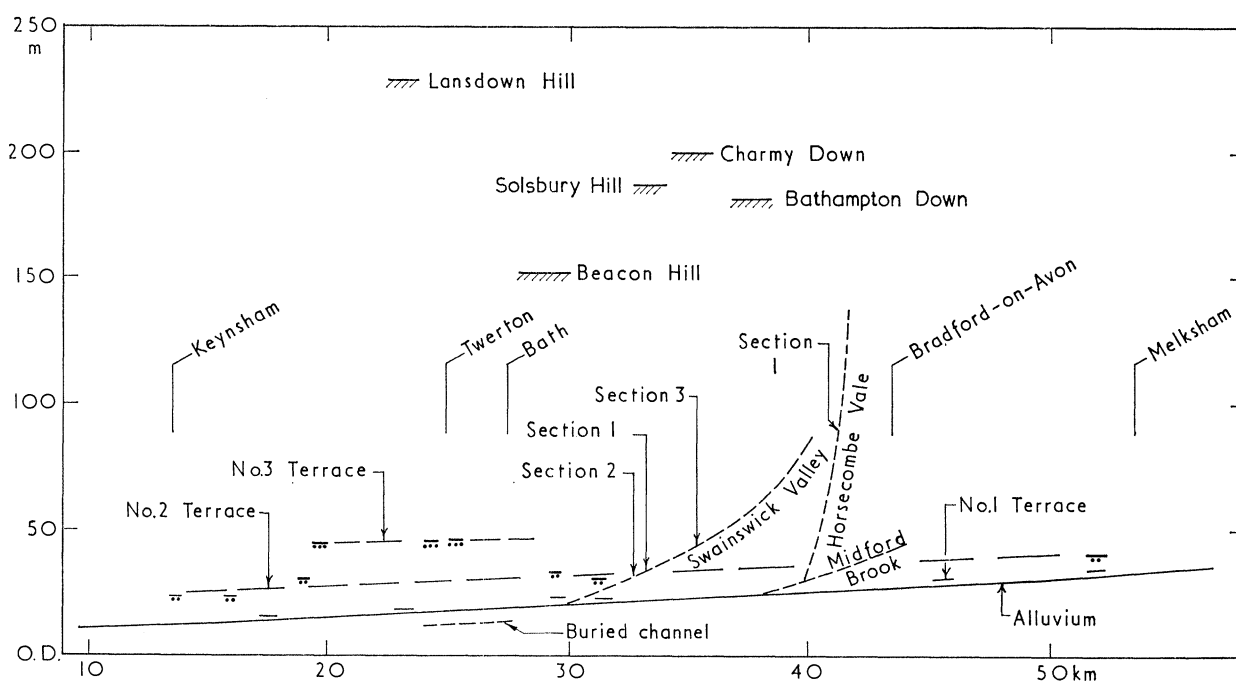 250
m
Lansdown Hill
200
Charmy Down
Solsbury Hill
Bathampton Down
150
Beacon Hill
Keynsham
Twerton
Bath
Section
1
Bradford-on-Avon
Melksham
100
Section 3
Section 1
Section 2
Swainswick Valley
Horsecombe Vale
No.3 Terrace
No.2 Terrace
No.1 Terrace
50
Midford
Brook
Alluvium
Buried channel
O.D.
10
20
30
40
50 km